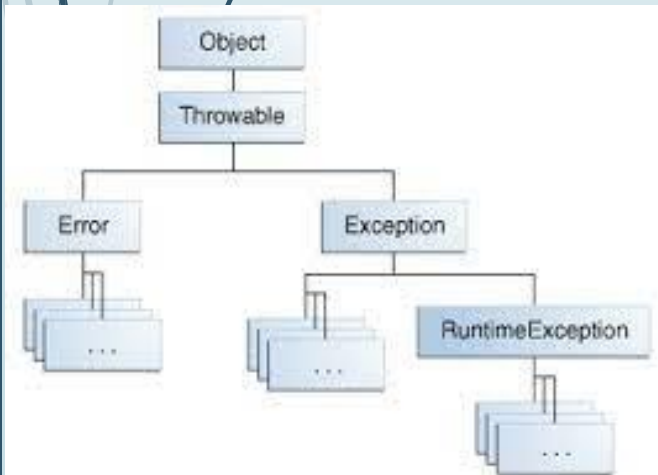 Object
Throwable
Error
Exception
RuntimeException
...
...
...